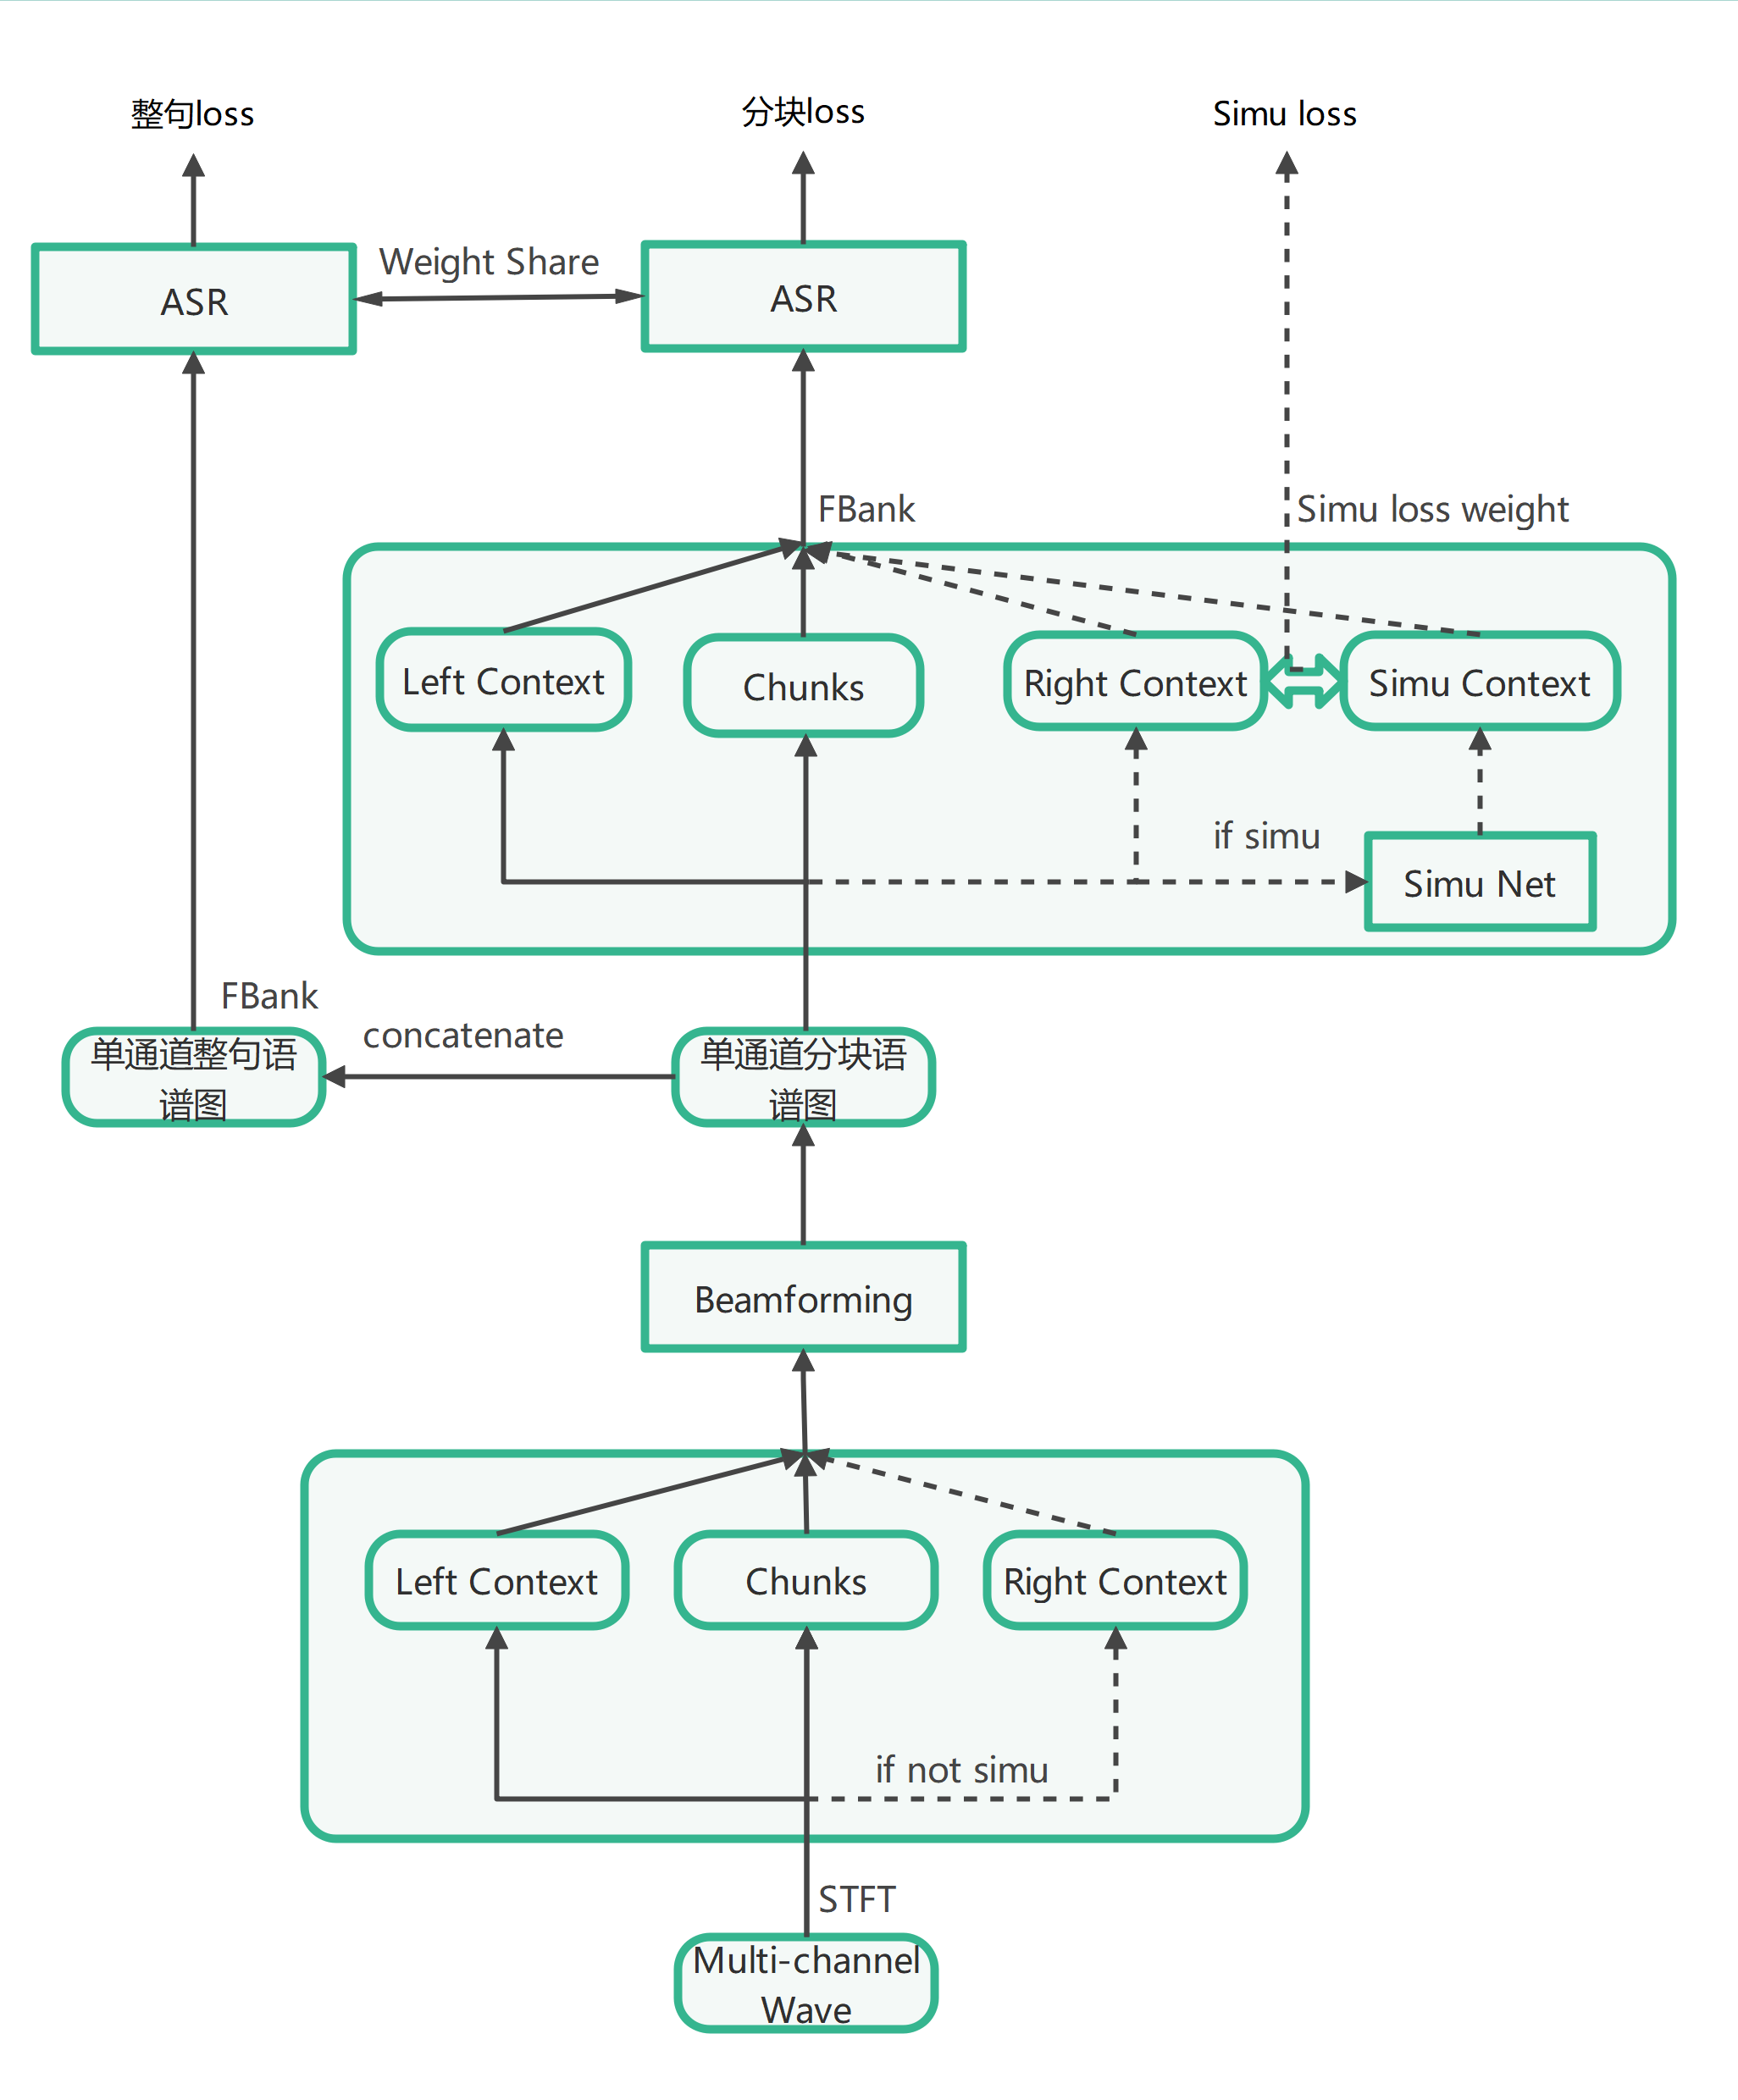 整句loss
分块loss
Simu loss
Weight Share
ASR
ASR
FBank
Simu loss weight
Left Context
Chunks
Right Context
Simu Context
if simu
Simu Net
FBank
concatenate
单通道整句语
谱图
单通道分块语
谱图
Beamforming
Left Context
Chunks
Right Context
if not simu
STFT
Multi-channel
Wave